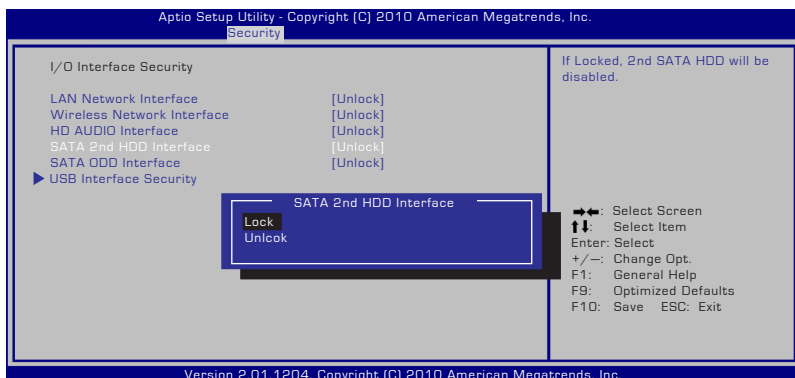 Aptio Setup Utility - Copyright (C) 2010 American Megatrends, Inc.
Security
I/O Interface Security
LAN Network Interface [Unlock]
Wireless Network Interface [Unlock]
HD AUDIO Interface [Unlock]
SATA 2nd HDD Interface [Unlock]
SATA ODD Interface [Unlock]
USB Interface Security
SATA 2nd HDD Interface
Lock
Unlcok
If Locked, 2nd SATA HDD will be
disabled.
→←: Select Screen
↑↓: Select Item
Enter: Select
+/—: Change Opt.
F1: General Help
F9: Optimized Defaults
F10: Save ESC: Exit
Version 2.01.1204. Copyright (C) 2010 American Megatrends, Inc.